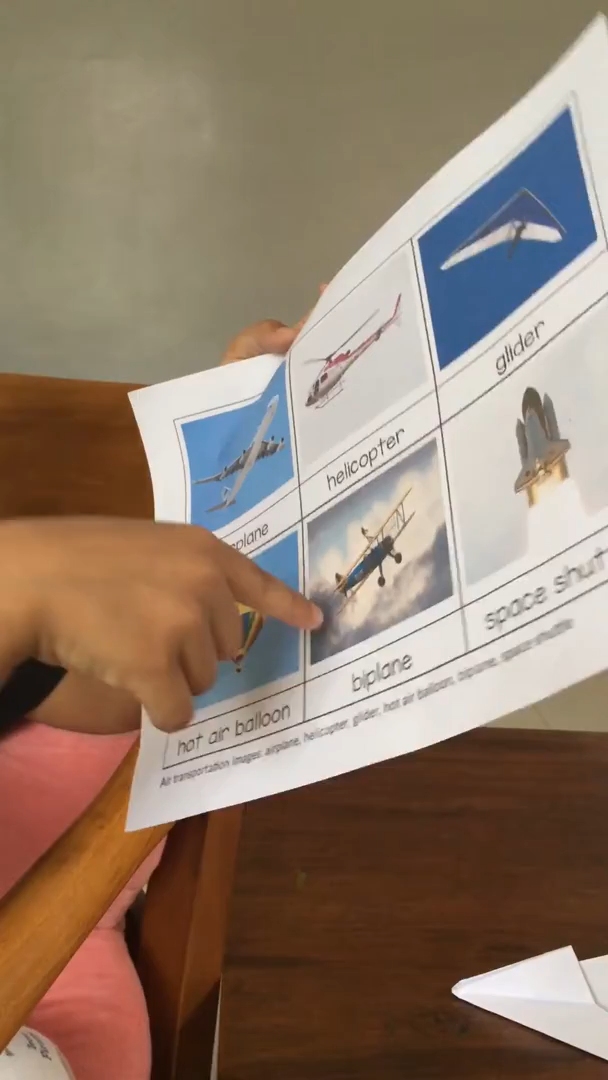 glider
helicopter
plane
space shut
biplane
hot air balloon
Air transportation images: airplane, helicopter, glider, hot air balloon, biplane, space shuttle